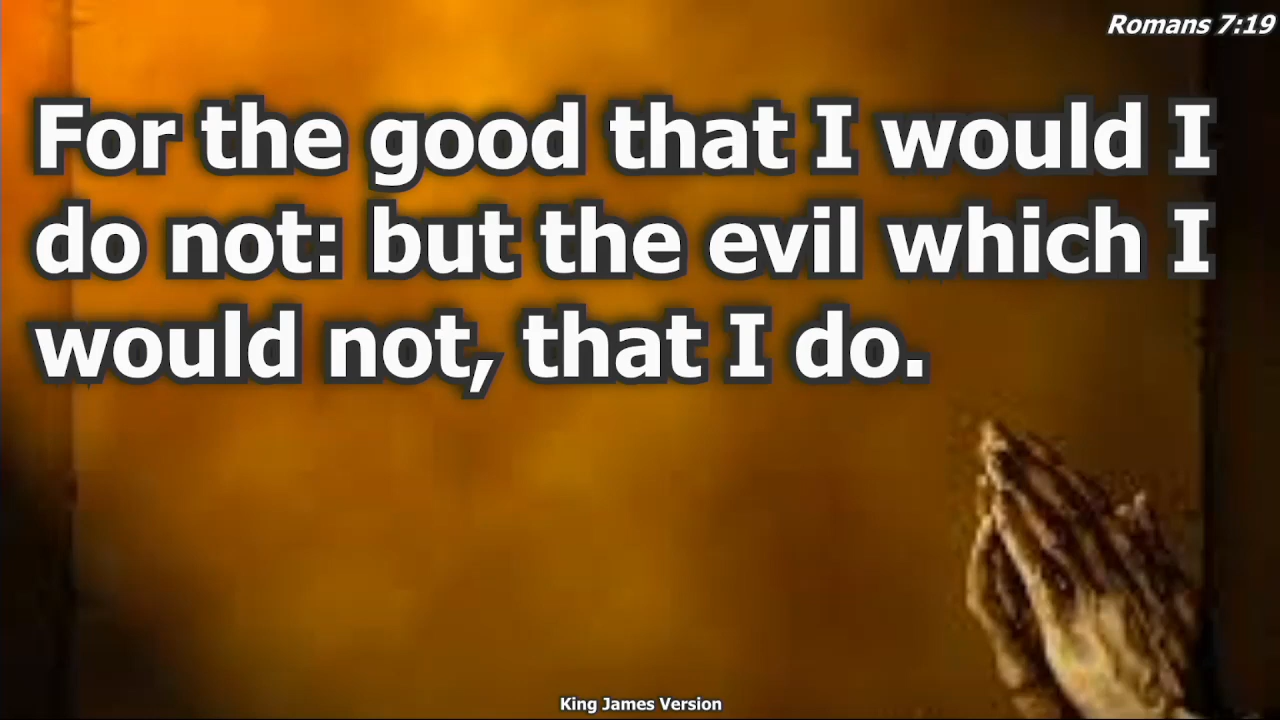 Romans 7:19
For the good that I would I
do not: but the evil which I
would not, that I do.
King James Version